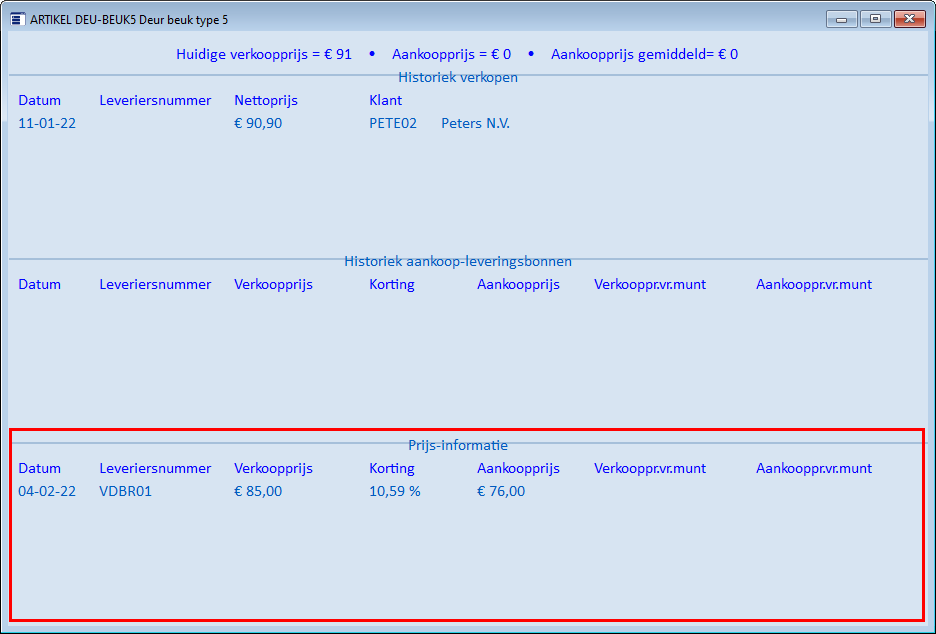 ARTIKEL DEU-BEUK5 Deur beuk type 5
Huidige verkoopprijs = € 91 • Aankoopprijs = € 0 • Aankoopprijs gemiddeld= € 0
Historiek verkopen
Datum Leveriersnummer Nettoprijs Klant
11-01-22 € 90,90 PETE02 Peters N.V.
Historiek aankoop-leveringsbonnen
Datum Leveriersnummer Verkoopprijs Korting Aankoopprijs Verkooppr.vr.munt Aankooppr.vr.munt
Prijs-informatie
Datum Leveriersnummer Verkoopprijs Korting Aankoopprijs Verkooppr.vr.munt Aankooppr.vr.munt
04-02-22 VDBR01 € 85,00 10,59 % € 76,00